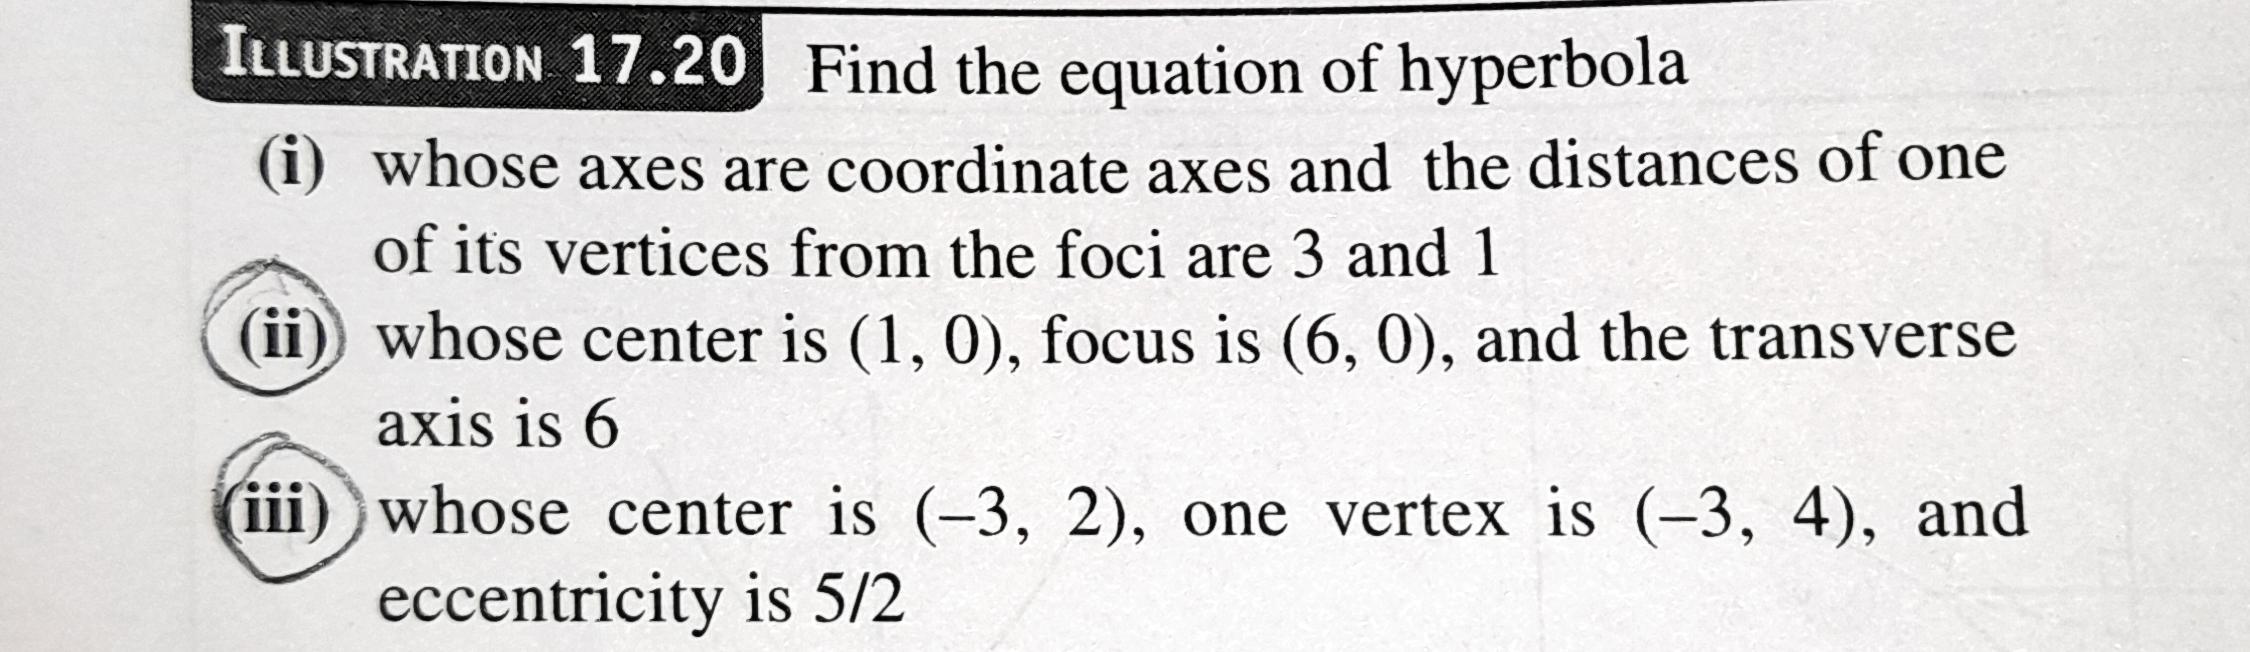 ILLUSTRATION 17.20 Find the equation of hyperbola
(i) whose axes are coordinate axes and the distances of one
of its vertices from the foci are 3 and 1
(ii) whose center is (1, 0), focus is (6, 0), and the transverse
axis is 6
(iii) whose center is (–3, 2), one vertex is (–3, 4), and
eccentricity is 5/2